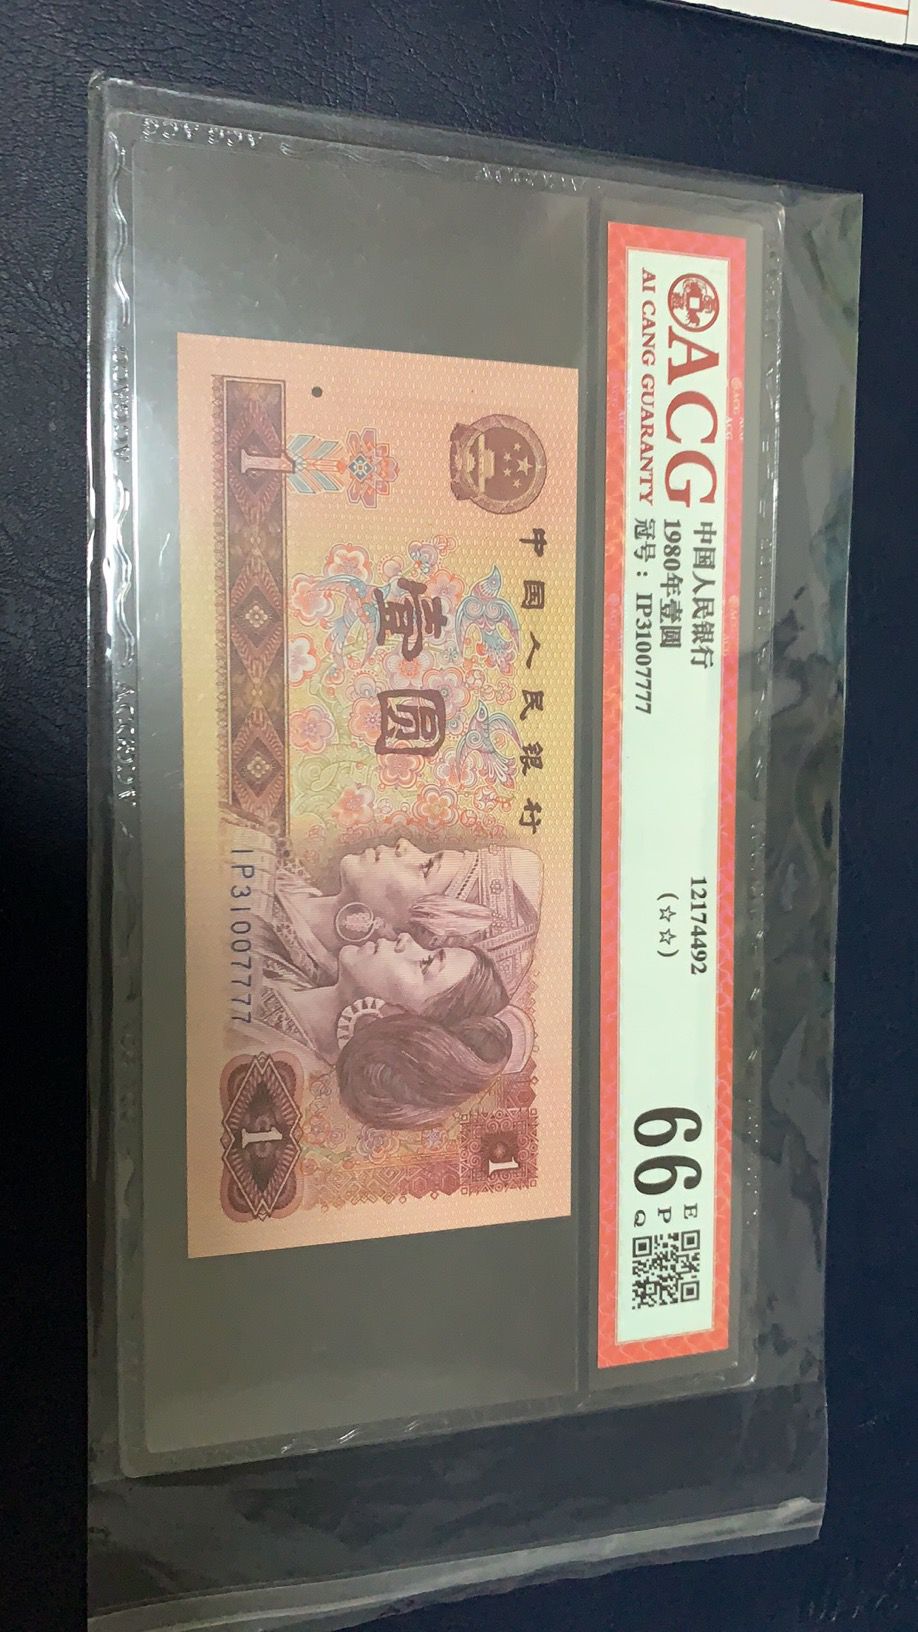 ACG
AI CANG GUARANTY
中国人民银行
1980年壹圆
冠号：IP31007777
12174492
(☆☆)
66
E
P
Q
中国人民银行
壹圆
1
IP31007777
1
1